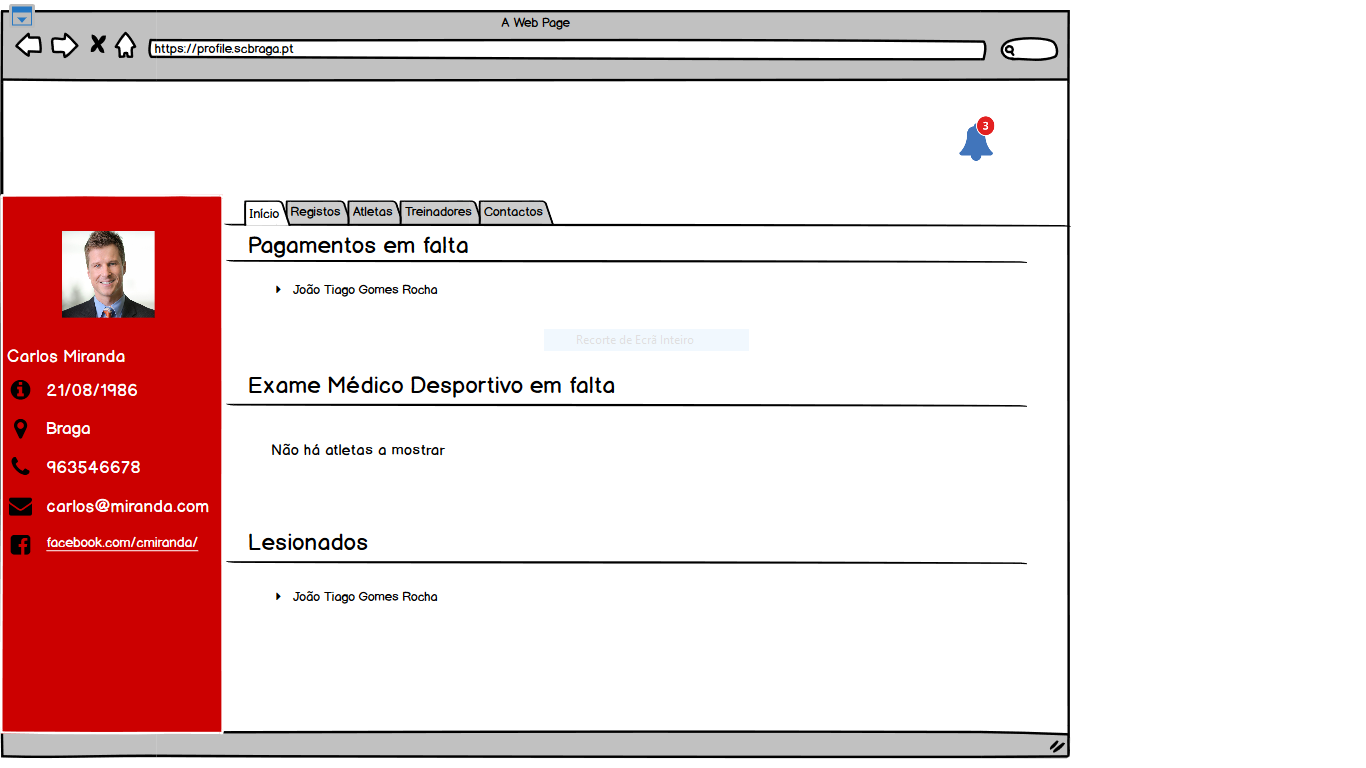 A Web Page
https://profile.scbraga.pt
3
Início Registos Atletas Treinadores Contactos
Pagamentos em falta
João Tiago Gomes Rocha
Recorte de Ecrã Inteiro
Exame Médico Desportivo em falta
Não há atletas a mostrar
Lesionados
João Tiago Gomes Rocha
Carlos Miranda
21/08/1986
Braga
963546678
carlos@miranda.com
facebook.com/cmiranda/